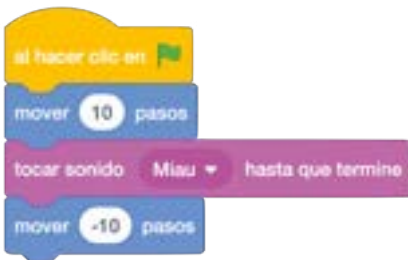 al hacer clic en
mover 10 pasos
tocar sonido Miau hasta que termine
mover -10 pasos